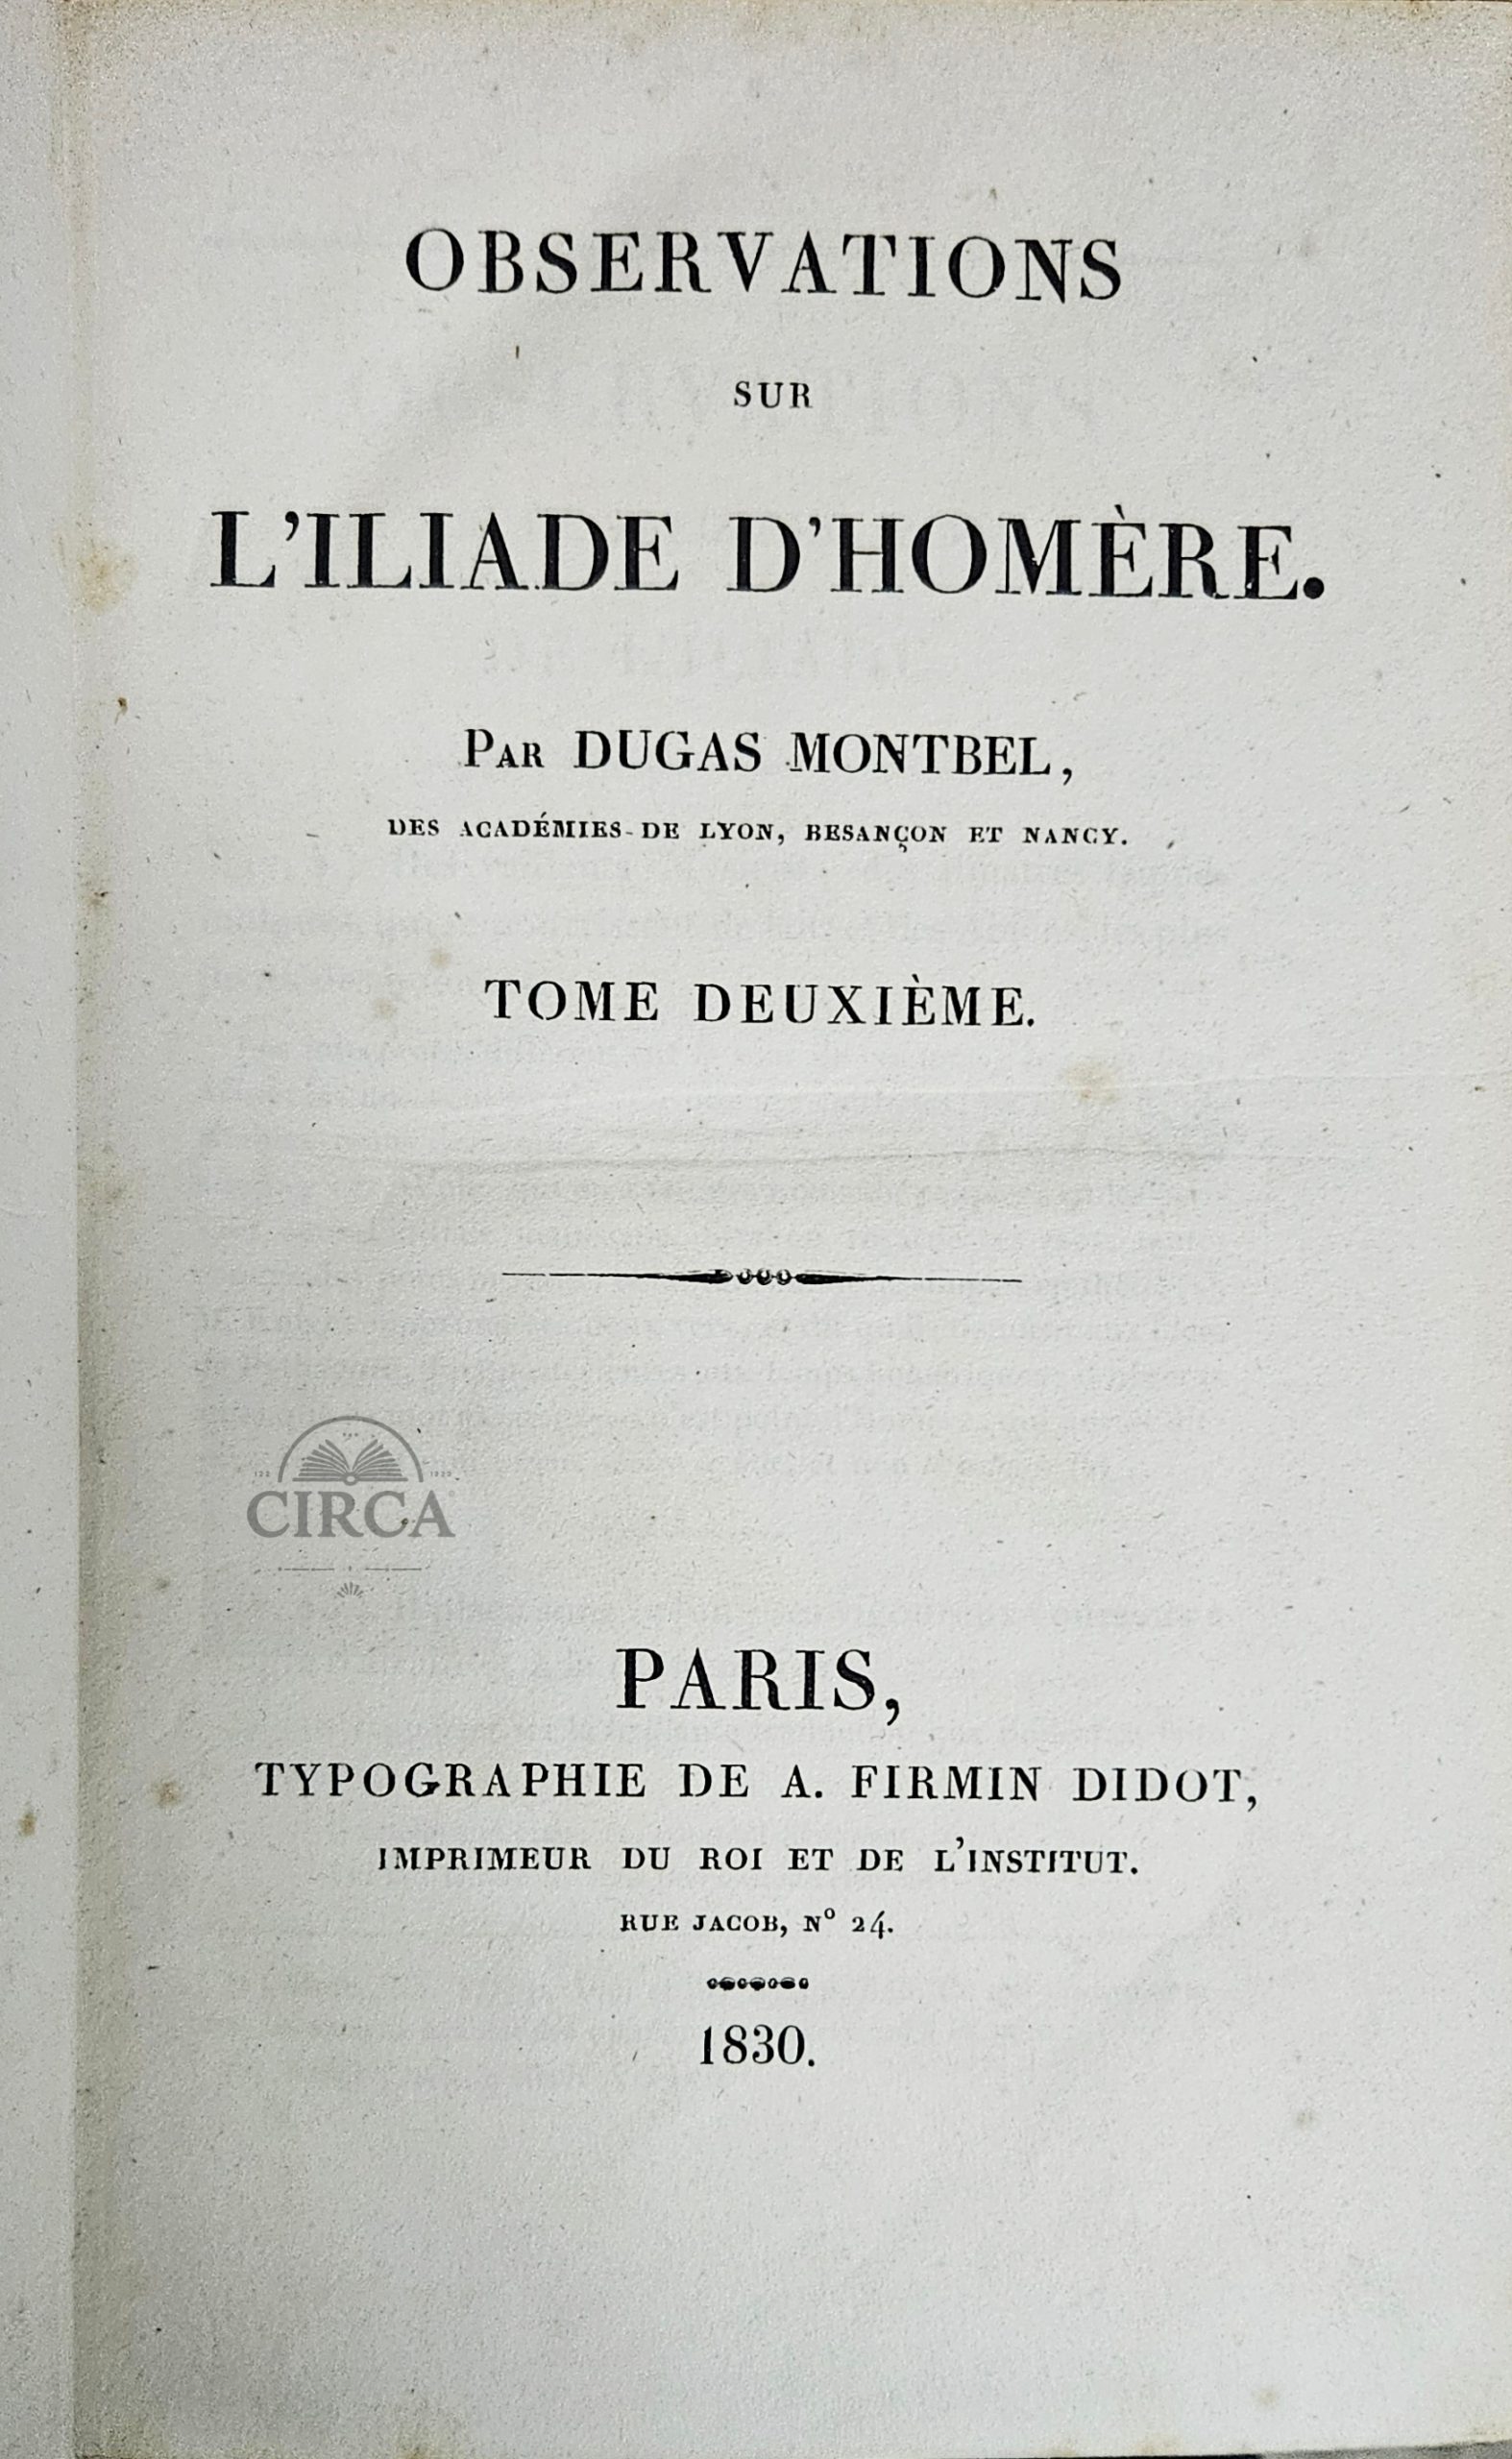 OBSERVATIONS
SUR
L'ILIADE D'HOMÈRE.
PAR DUGAS MONTBEL,
DES ACADÉMIES DE LYON, BESANÇON ET NANCY.
TOME DEUXIÈME.
CIRCA
PARIS,
TYPOGRAPHIE DE A. FIRMIN DIDOT,
IMPRIMEUR DU ROI ET DE L'INSTITUT.
RUE JACOB, Nº 24.
1830.